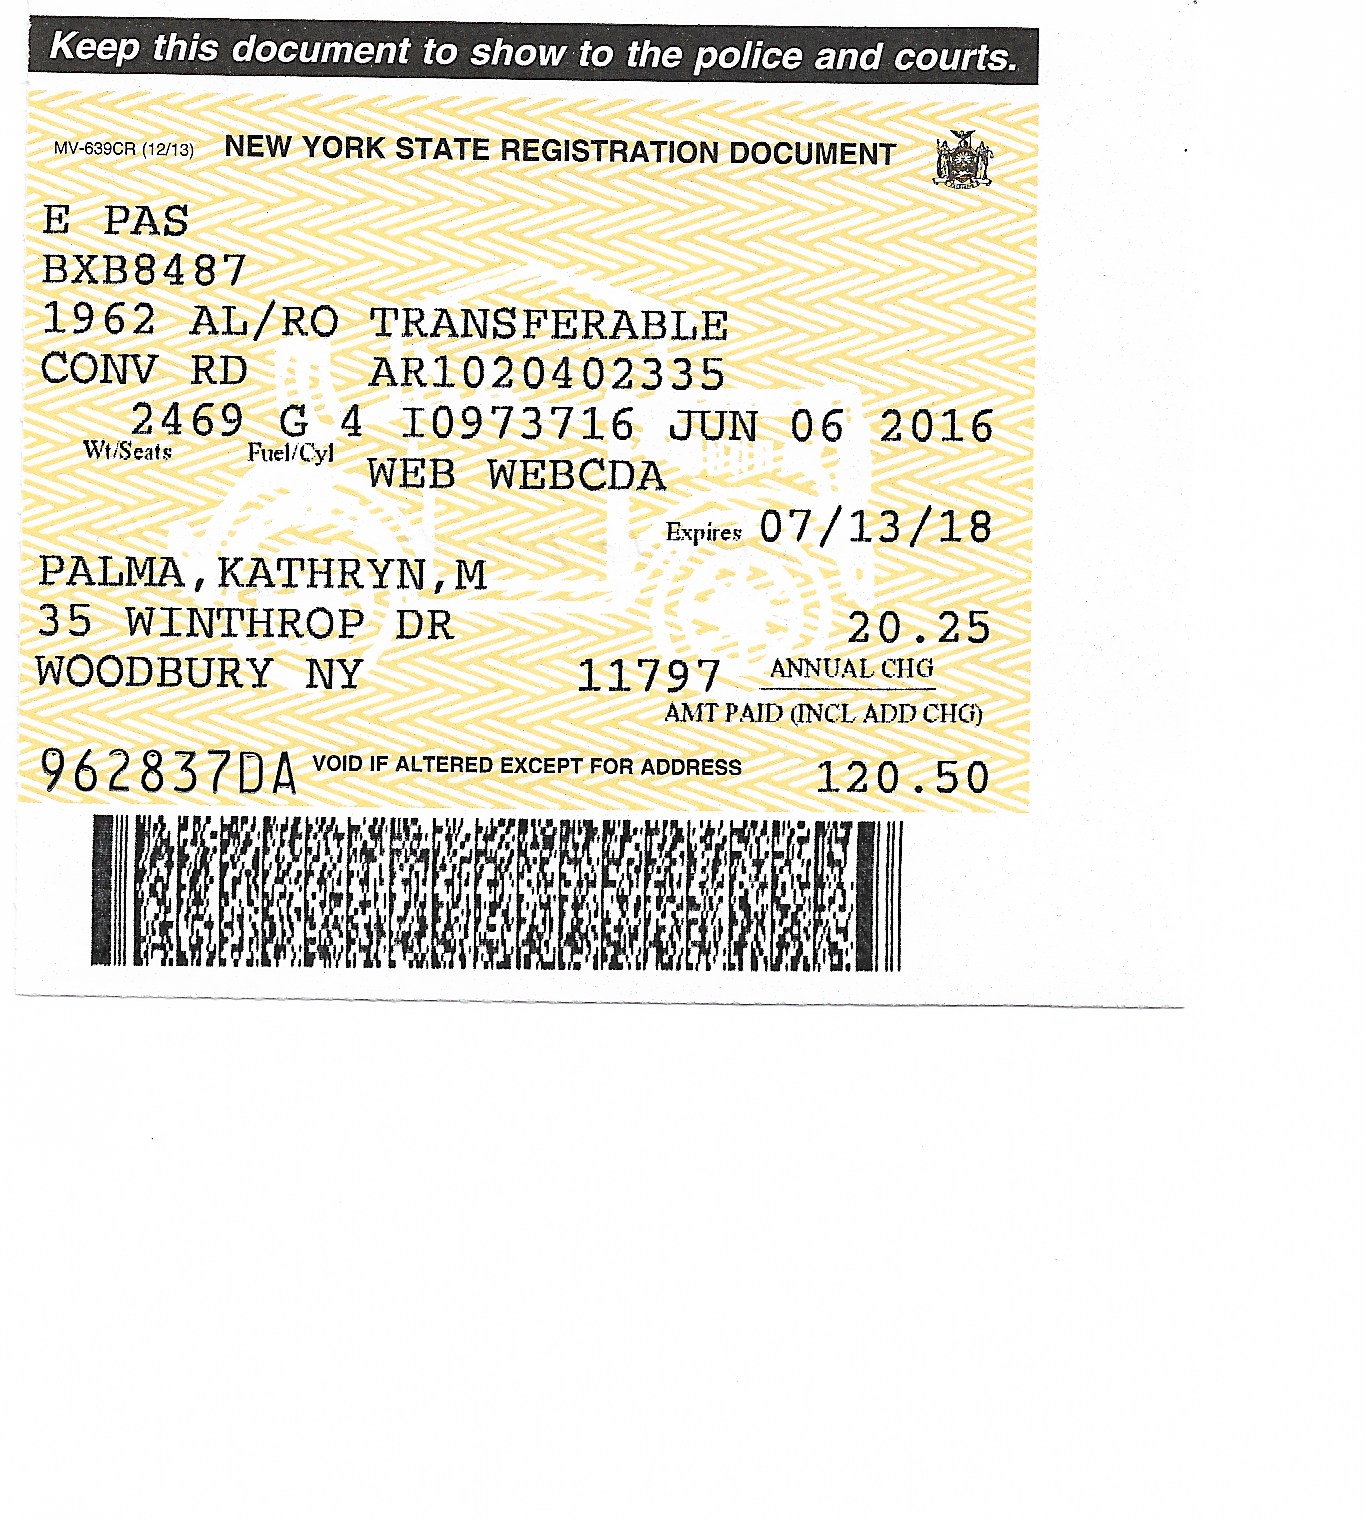 Keep this document to show to the police and courts.
MV-639CR (12/13) NEW YORK STATE REGISTRATION DOCUMENT
E PAS
BXB8487
1962 AL/RO TRANSFERABLE
CONV RD AR1020402335
2469 G 4 I0973716 JUN 06 2016
Wt/Seats Fuel/Cyl
WEB WEBCDA
Expires 07/13/18
PALMA,KATHRYN,M
35 WINTHROP DR 20.25
WOODBURY NY 11797 ANNUAL CHG
AMT PAID (INCL ADD CHG)
962837DA VOID IF ALTERED EXCEPT FOR ADDRESS 120.50